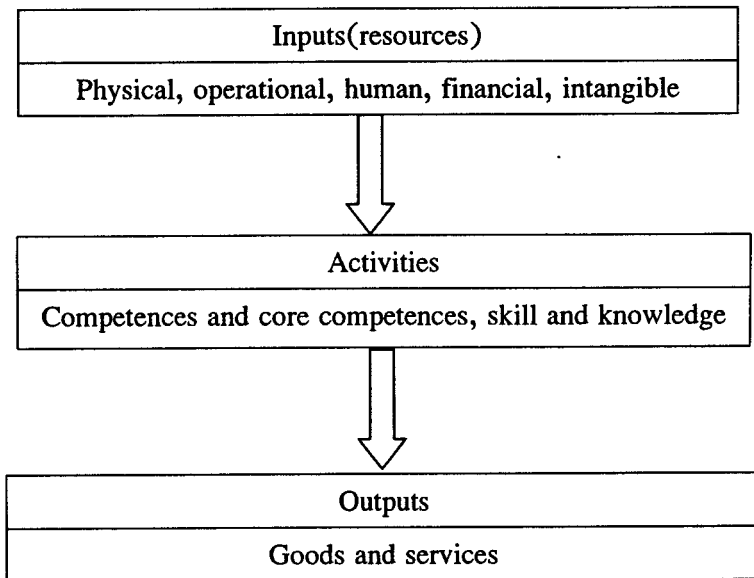 Inputs(resources)
Physical, operational, human, financial, intangible
Activities
Competences and core competences, skill and knowledge
Outputs
Goods and services